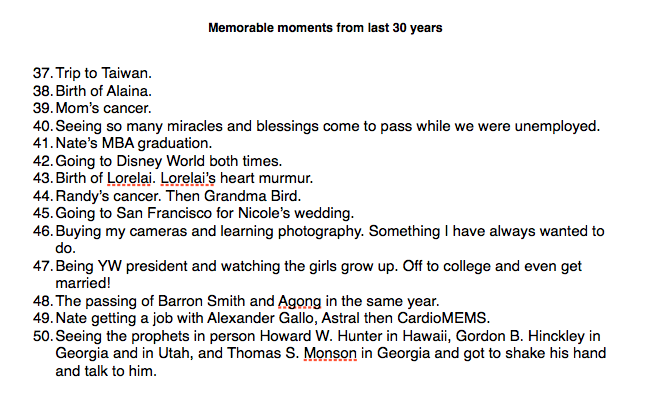 Memorable moments from last 30 years
37. Trip to Taiwan.
38. Birth of Alaina.
39. Mom's cancer.
40. Seeing so many miracles and blessings come to pass while we were unemployed.
41. Nate's MBA graduation.
42. Going to Disney World both times.
43. Birth of Lorelai. Lorelai's heart murmur.
44. Randy's cancer. Then Grandma Bird.
45. Going to San Francisco for Nicole's wedding.
46. Buying my cameras and learning photography. Something I have always wanted to
do.
47. Being YW president and watching the girls grow up. Off to college and even get
married!
48. The passing of Barron Smith and Agong in the same year.
49. Nate getting a job with Alexander Gallo, Astral then CardioMEMS.
50. Seeing the prophets in person Howard W. Hunter in Hawaii, Gordon B. Hinckley in
Georgia and in Utah, and Thomas S. Monson in Georgia and got to shake his hand
and talk to him.